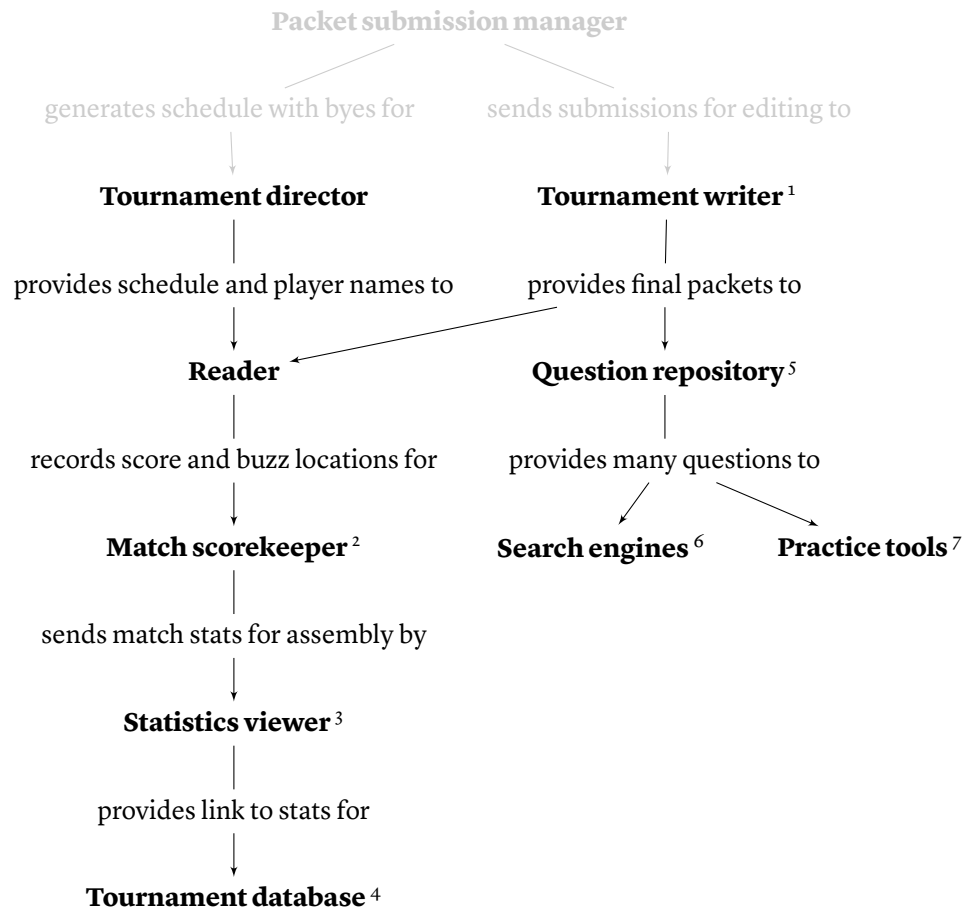 Packet submission manager
generates schedule with byes for
sends submissions for editing to
Tournament director
Tournament writer ¹
provides schedule and player names to
provides final packets to
Reader
Question repository ⁵
records score and buzz locations for
provides many questions to
Match scorekeeper ²
Search engines ⁶
Practice tools ⁷
sends match stats for assembly by
Statistics viewer ³
provides link to stats for
Tournament database ⁴